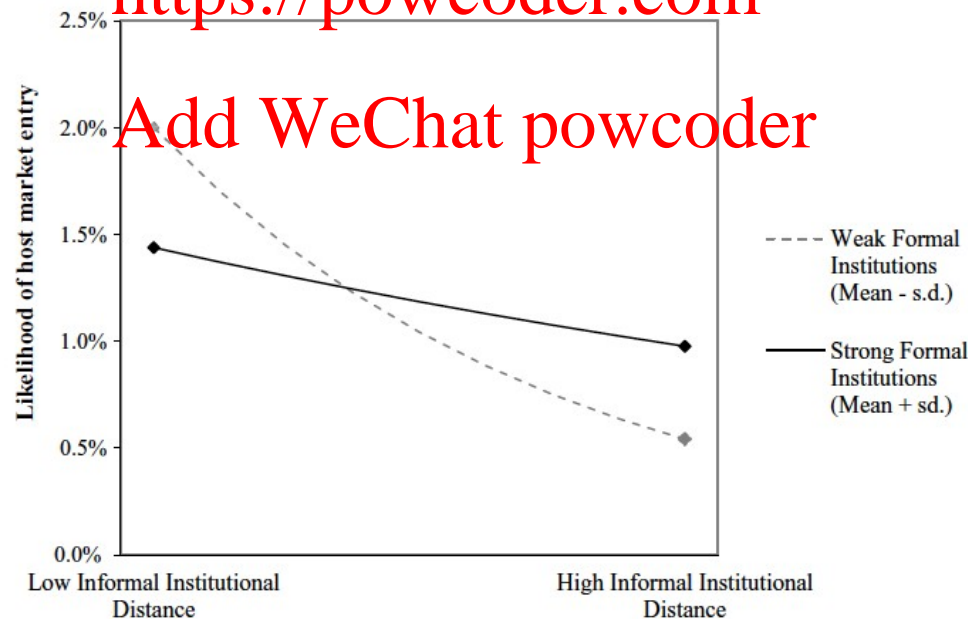 https://powcoder.com
2.5%
Add WeChat powcoder
2.0%
1.5%
1.0%
0.5%
0.0%
Likelihood of host market entry
Low Informal Institutional
Distance
High Informal Institutional
Distance
Weak Formal
Institutions
(Mean - s.d.)
Strong Formal
Institutions
(Mean + sd.)